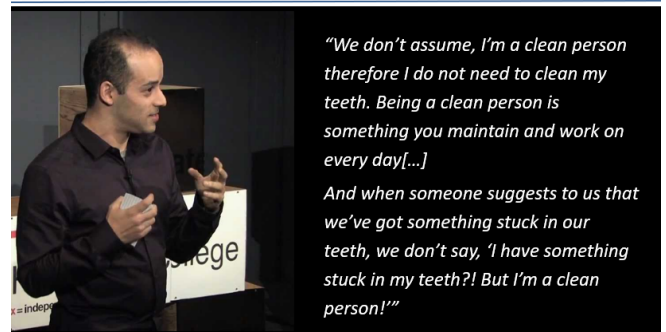 “We don’t assume, I’m a clean person
therefore I do not need to clean my
teeth. Being a clean person is
something you maintain and work on
every day[…]
And when someone suggests to us that
we’ve got something stuck in our
teeth, we don’t say, ‘I have something
stuck in my teeth?! But I’m a clean
person!’”
llege
x = indepe